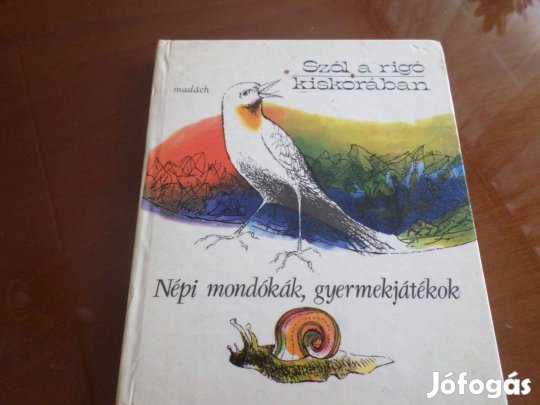 Szól a rigó
kiskorában
madách
Népi mondókák, gyermekjátékok
Jófogás